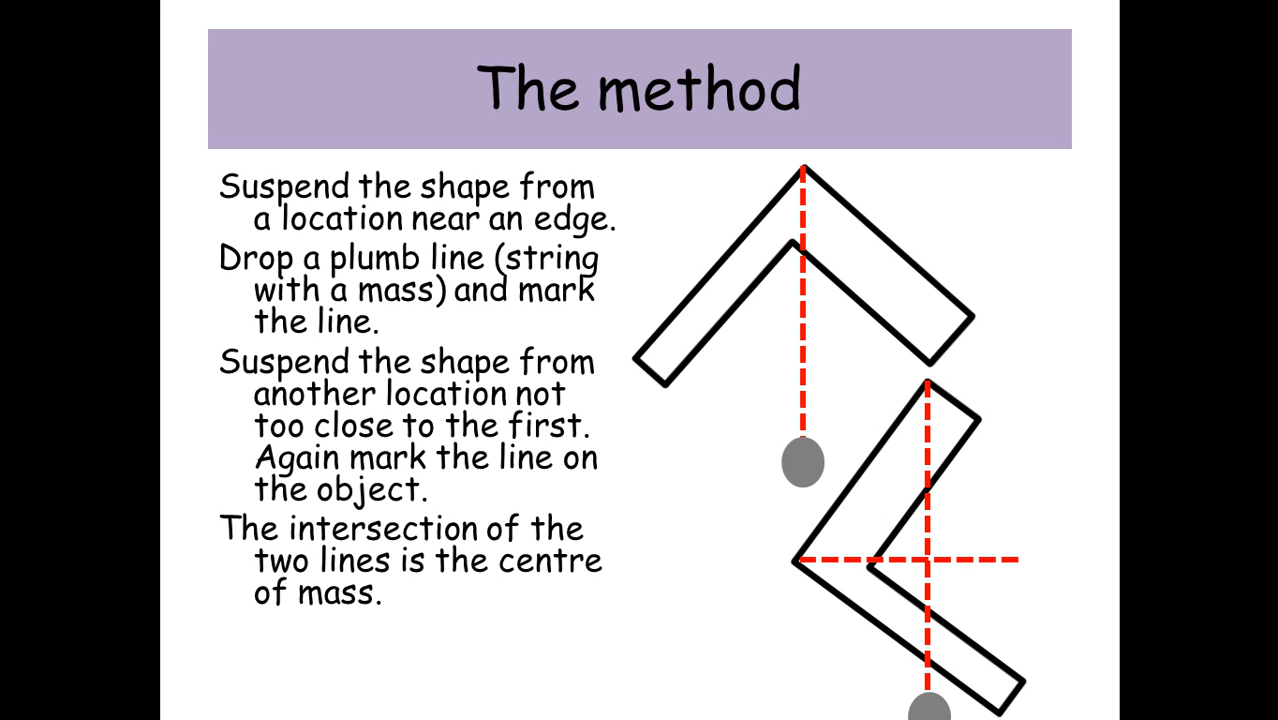 The method
Suspend the shape from
a location near an edge.
Drop a plumb line (string
with a mass) and mark
the line.
Suspend the shape from
another location not
too close to the first.
Again mark the line on
the object.
The intersection of the
two lines is the centre
of mass.